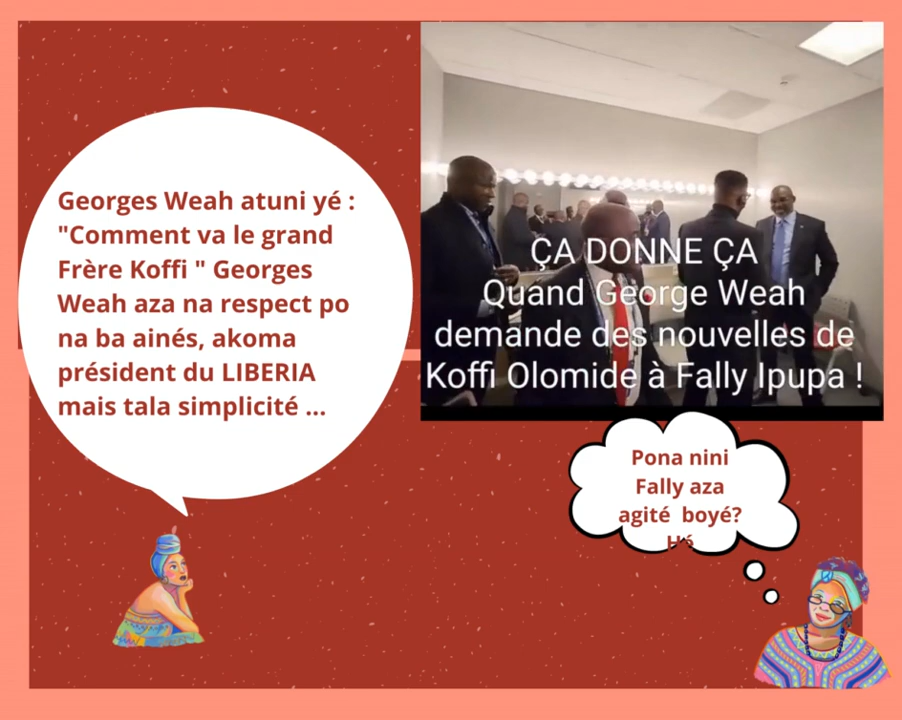 Georges Weah atuni yé :
"Comment va le grand
Frère Koffi " Georges
Weah aza na respect po
na ba ainés, akoma
président du LIBERIA
mais tala simplicité ...
ÇA DONNE ÇA
Quand George Weah
demande des nouvelles de
Koffi Olomide à Fally Ipupa !
Pona nini
Fally aza
agité boyé?
Hé